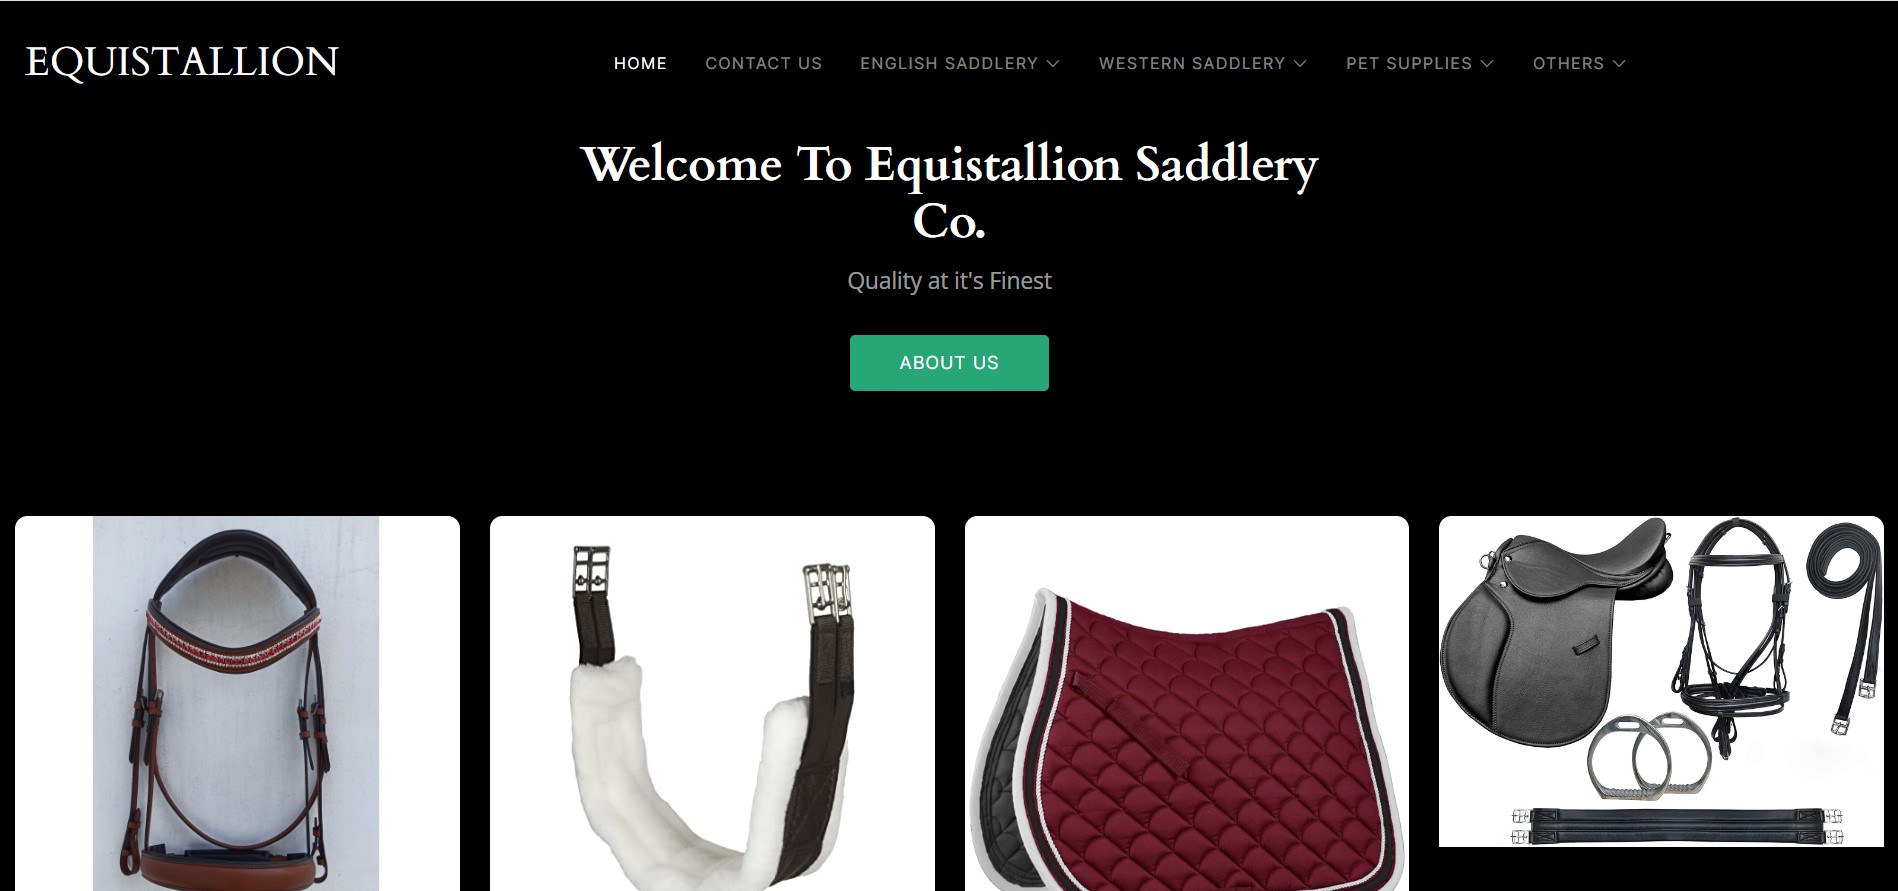 EQUISTALLION
HOME CONTACT US ENGLISH SADDLERY WESTERN SADDLERY PET SUPPLIES OTHERS
Welcome To Equistallion Saddlery
Co.
Quality at it's Finest
ABOUT US